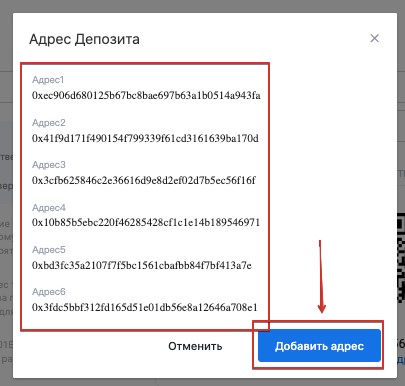 Адрес Депозита
Адрес1
0xec906d680125b67bc8bae697b63a1b0514a943fa
Адрес2
0x41f9d171f490154f799339f61cd3161639ba170d
Адрес3
0x3cfb625846c2e36616d9e8d2ef02d7b5ec56f16f
Адрес4
0x10b85b5ebc220f46285428cf1c1e14b189546971
Адрес5
0xbd3fc35a2107f7f5bc1561cbafbb84f7bf413a7e
Адрес6
0x3fdc5bbf312fd165d51e01db56e8a12646a708e1
Отменить
Добавить адрес